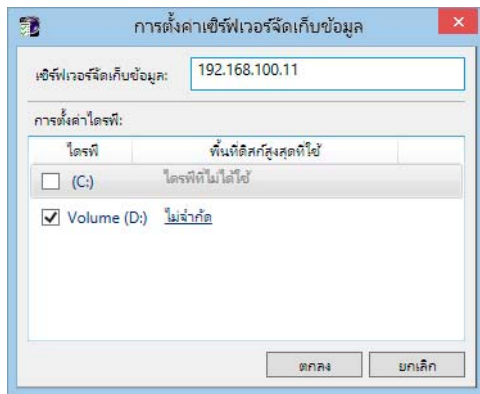 การตั้งค่าเซิร์ฟเวอร์จัดเก็บข้อมูล
เซิร์ฟเวอร์จัดเก็บข้อมูล: 192.168.100.11
การตั้งค่าไดรฟ์:
ไดรฟ์ พื้นที่ดิสก์สูงสุดที่ใช้
(C:) ไดรฟ์ที่ไม่ได้ใช้
Volume (D:) ไม่จำกัด
ตกลง ยกเลิก